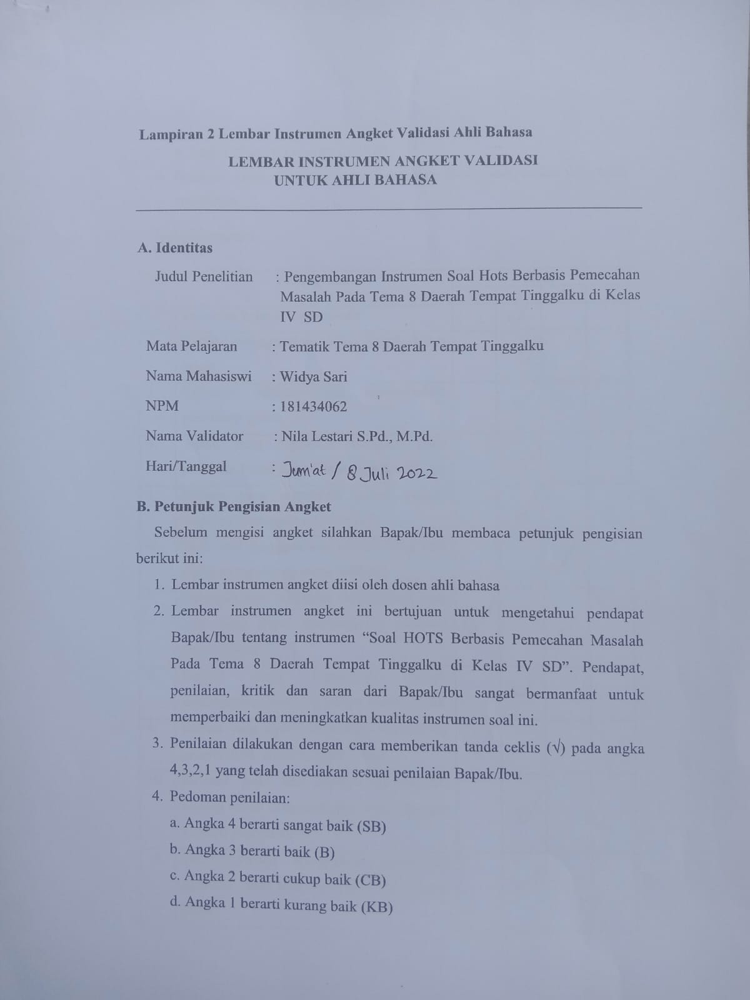 Lampiran 2 Lembar Instrumen Angket Validasi Ahli Bahasa
LEMBAR INSTRUMEN ANGKET VALIDASI
UNTUK AHLI BAHASA
A. Identitas
Judul Penelitian : Pengembangan Instrumen Soal Hots Berbasis Pemecahan
Masalah Pada Tema 8 Daerah Tempat Tinggalku di Kelas
IV SD
Mata Pelajaran : Tematik Tema 8 Daerah Tempat Tinggalku
Nama Mahasiswi : Widya Sari
NPM : 181434062
Nama Validator : Nila Lestari S.Pd., M.Pd.
Hari/Tanggal : Jum'at / 8 Juli 2022
B. Petunjuk Pengisian Angket
Sebelum mengisi angket silahkan Bapak/Ibu membaca petunjuk pengisian
berikut ini:
1. Lembar instrumen angket diisi oleh dosen ahli bahasa
2. Lembar instrumen angket ini bertujuan untuk mengetahui pendapat
Bapak/Ibu tentang instrumen “Soal HOTS Berbasis Pemecahan Masalah
Pada Tema 8 Daerah Tempat Tinggalku di Kelas IV SD”. Pendapat,
penilaian, kritik dan saran dari Bapak/Ibu sangat bermanfaat untuk
memperbaiki dan meningkatkan kualitas instrumen soal ini.
3. Penilaian dilakukan dengan cara memberikan tanda ceklis (√) pada angka
4,3,2,1 yang telah disediakan sesuai penilaian Bapak/Ibu.
4. Pedoman penilaian:
a. Angka 4 berarti sangat baik (SB)
b. Angka 3 berarti baik (B)
c. Angka 2 berarti cukup baik (CB)
d. Angka 1 berarti kurang baik (KB)